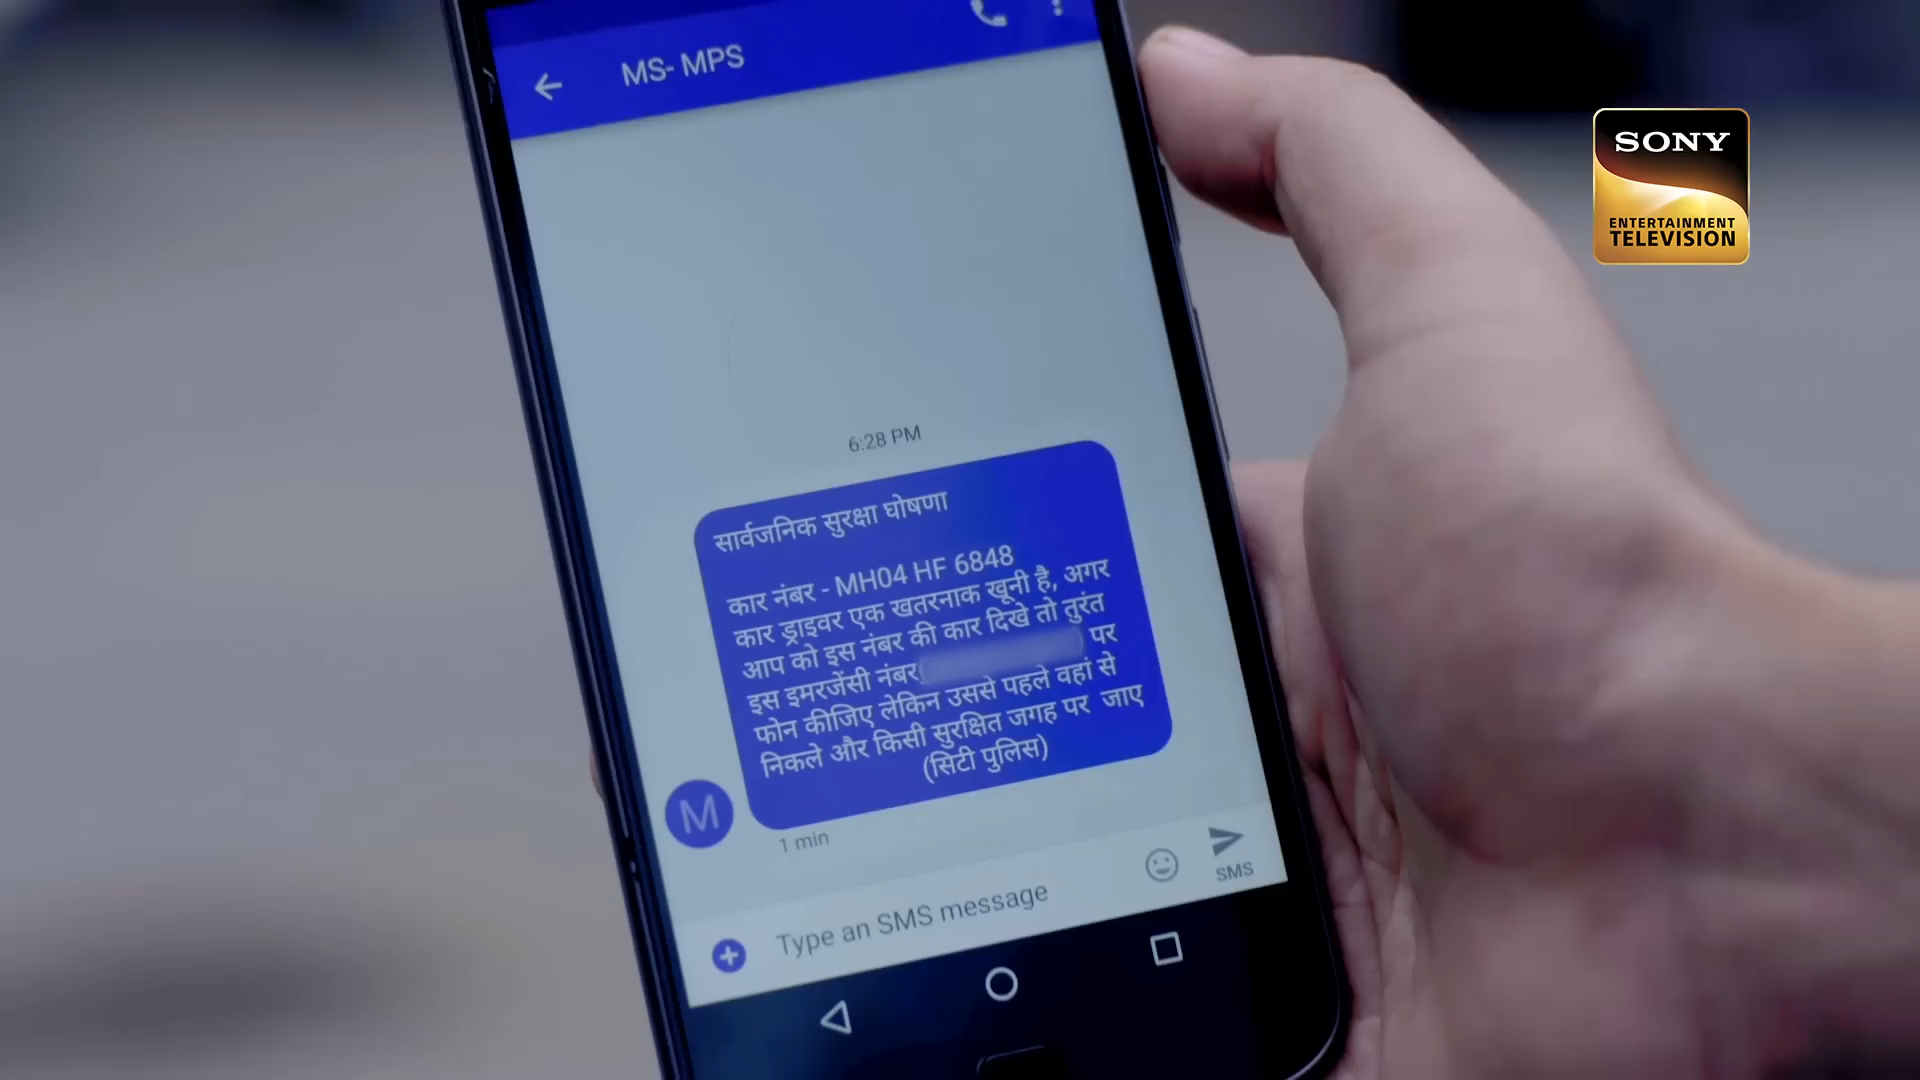 MS- MPS
SONY
ENTERTAINMENT
TELEVISION
6:28 PM
सार्वजनिक सुरक्षा घोषणा
कार नंबर - MH04 HF 6848
कार ड्राइवर एक खतरनाक खूनी है, अगर
आप को इस नंबर की कार दिखे तो तुरंत
इस इमरजेंसी नंबर पर
फोन कीजिए लेकिन उससे पहले वहां से
निकले और किसी सुरक्षित जगह पर जाए
(सिटी पुलिस)
M
1 min
Type an SMS message
SMS